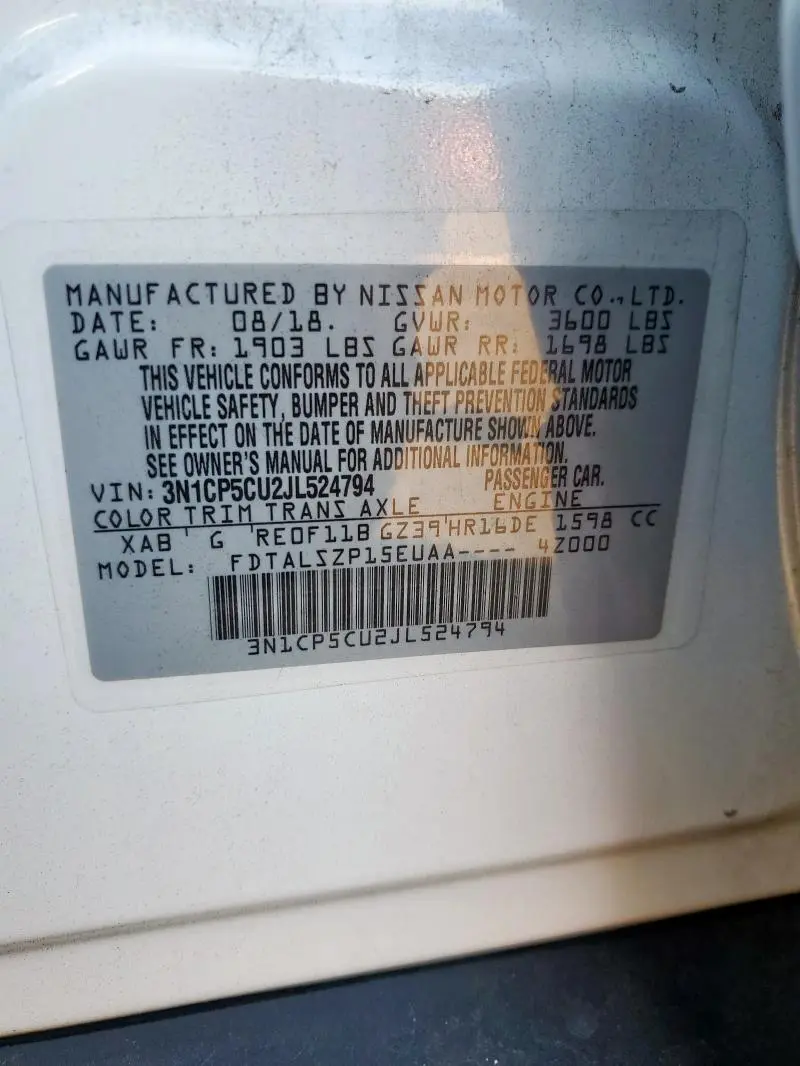 MANUFACTURED BY NISSAN MOTOR CO.,LTD.
DATE: 08/18. GVWR: 3600 LBS
GAWR FR: 1903 LBS GAWR RR: 1698 LBS
THIS VEHICLE CONFORMS TO ALL APPLICABLE FEDERAL MOTOR
VEHICLE SAFETY, BUMPER AND THEFT PREVENTION STANDARDS
IN EFFECT ON THE DATE OF MANUFACTURE SHOWN ABOVE.
SEE OWNER'S MANUAL FOR ADDITIONAL INFORMATION.
VIN: 3N1CP5CU2JL524794 PASSENGER CAR.
COLOR TRIM TRANS AXLE ENGINE
XAB G RE0F11B GZ39 HR16DE 1598 CC
MODEL: FDTALSZP15EUAA---- 4Z000
3N1CP5CU2JL524794